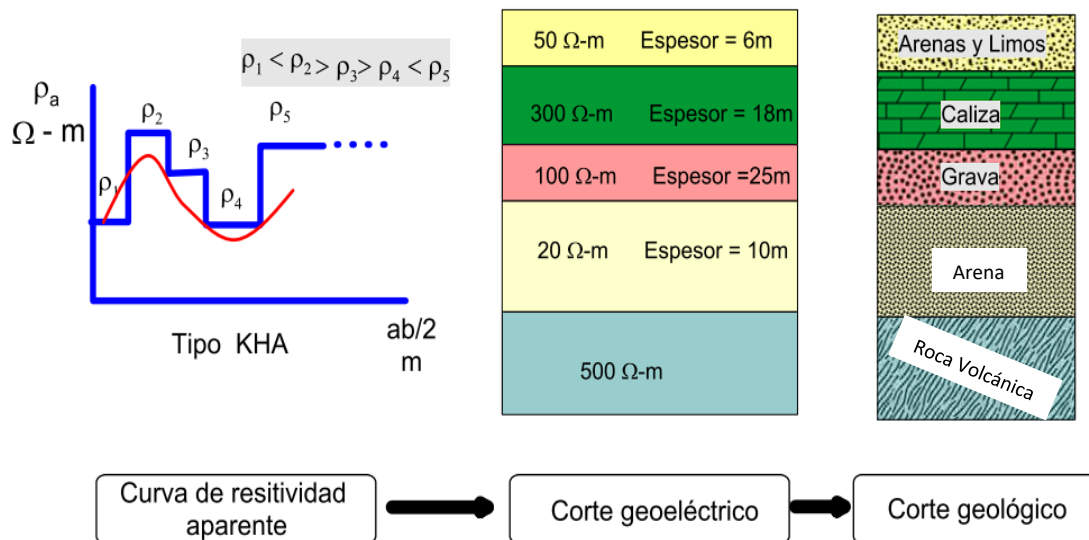 ρ1 < ρ2 > ρ3 > ρ4 < ρ5
ρa
Ω - m
ρ1
ρ2
ρ3
ρ4
ρ5
Tipo KHA
ab/2
m
50 Ω-m Espesor = 6m
300 Ω-m Espesor = 18m
100 Ω-m Espesor =25m
20 Ω-m Espesor = 10m
500 Ω-m
Arenas y Limos
Caliza
Grava
Arena
Roca Volcánica
Curva de resitividad
aparente
Corte geoeléctrico
Corte geológico